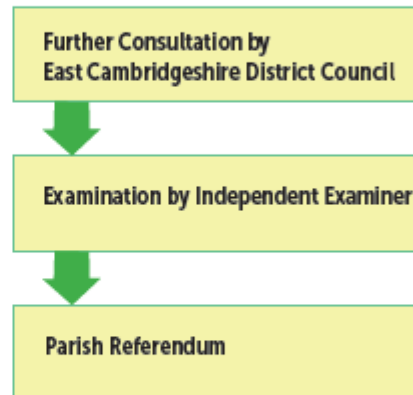 Further Consultation by
East Cambridgeshire District Council
Examination by Independent Examiner
Parish Referendum